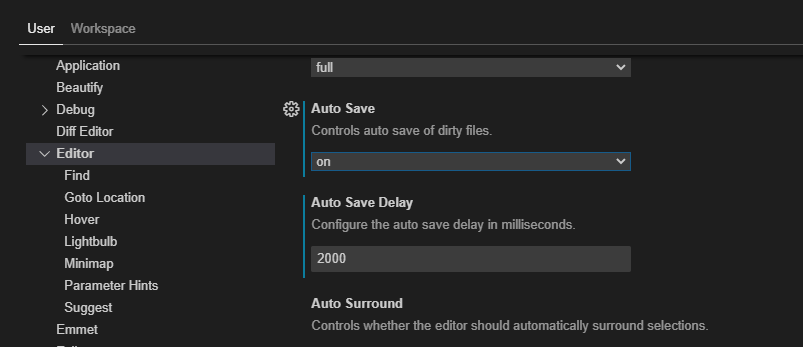 User Workspace
Application
Beautify
Debug
Diff Editor
Editor
Find
Goto Location
Hover
Lightbulb
Minimap
Parameter Hints
Suggest
Emmet
full
Auto Save
Controls auto save of dirty files.
on
Auto Save Delay
Configure the auto save delay in milliseconds.
2000
Auto Surround
Controls whether the editor should automatically surround selections.